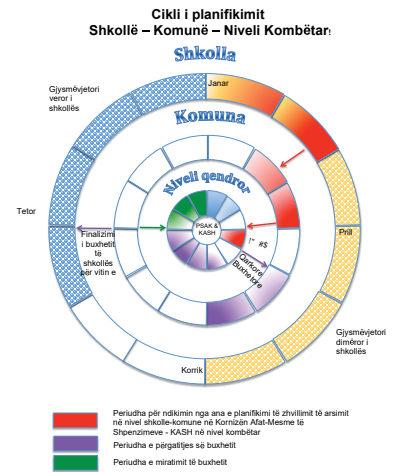 Cikli i planifikimit
Shkollë – Komunë – Niveli Kombëtar!
Shkolla
Gjysmëvjetori
veror i
shkollës
Janar
Komuna
Niveli qendror
Tetor
PSAK &
KASH
Finalizimi
i buxhetit
të
shkollës
për vitin e
!" #$
Qarkore
Buxhetore
Prill
Gjysmëvjetori
dimëror i
shkollës
Korrik
Periudha për ndikimin nga ana e planifikimi të zhvillimit të arsimit
në nivel shkolle-komune në Kornizën Afat-Mesme të
Shpenzimeve - KASH në nivel kombëtar
Periudha e përgatitjes së buxhetit
Periudha e miratimit të buxhetit